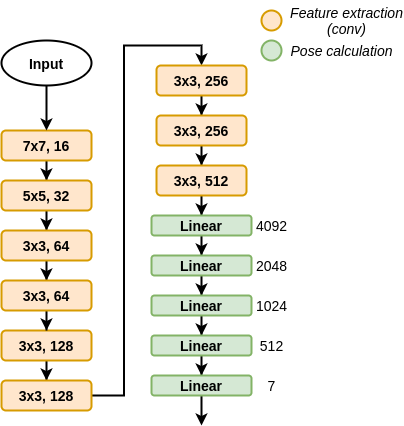 Feature extraction
(conv)
Pose calculation
Input
7x7, 16
5x5, 32
3x3, 64
3x3, 64
3x3, 128
3x3, 128
3x3, 256
3x3, 256
3x3, 512
Linear 4092
Linear 2048
Linear 1024
Linear 512
Linear 7